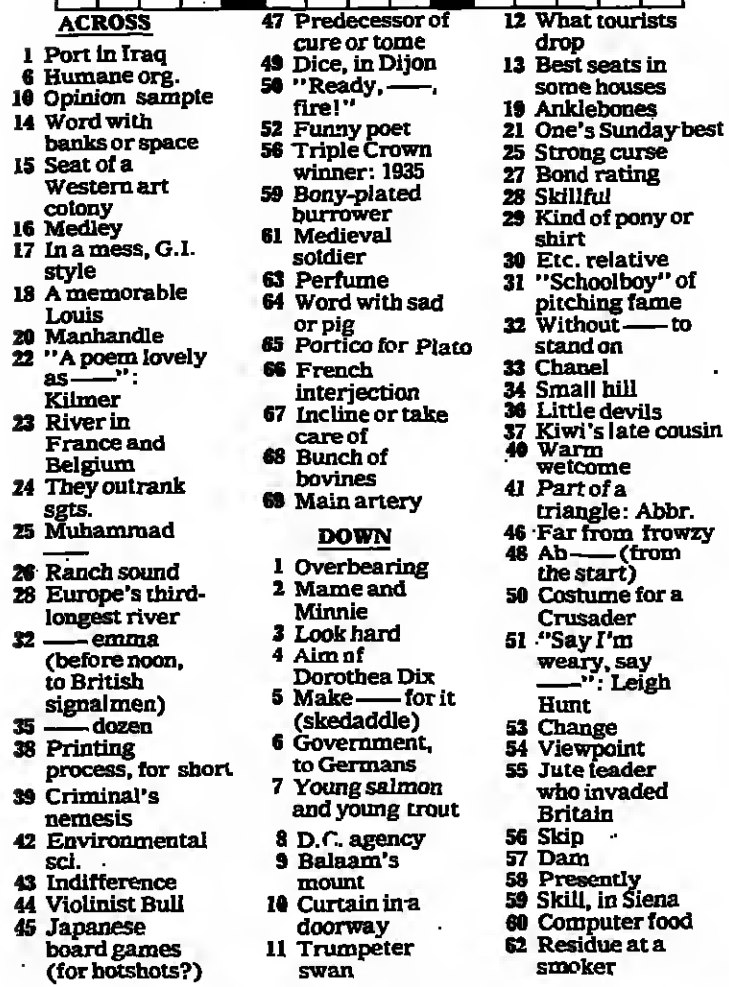 ACROSS
1 Port in Iraq
6 Humane org.
10 Opinion sample
14 Word with
banks or space
15 Seat of a
Western art
colony
16 Medley
17 In a mess, G.I.
style
18 A memorable
Louis
20 Manhandle
22 "A poem lovely
as —":
Kilmer
23 River in
France and
Belgium
24 They outrank
sgts.
25 Muhammad
—
26 Ranch sound
28 Europe's third-
longest river
32 — emma
(before noon,
to British
signalmen)
35 — dozen
38 Printing
process, for short
39 Criminal's
nemesis
42 Environmental
sci.
43 Indifference
44 Violinist Bull
45 Japanese
board games
(for hotshots?)
47 Predecessor of
cure or tome
49 Dice, in Dijon
50 "Ready, —,
fire!"
52 Funny poet
56 Triple Crown
winner: 1935
59 Bony-plated
burrower
61 Medieval
soldier
63 Perfume
64 Word with sad
or pig
65 Portico for Plato
66 French
interjection
67 Incline or take
care of
68 Bunch of
bovines
69 Main artery
DOWN
1 Overbearing
2 Mame and
Minnie
3 Look hard
4 Aim of
Dorothea Dix
5 Make — for it
(skedaddle)
6 Government,
to Germans
7 Young salmon
and young trout
8 D.C. agency
9 Balaam's
mount
10 Curtain in a
doorway
11 Trumpeter
swan
12 What tourists
drop
13 Best seats in
some houses
19 Anklebones
21 One's Sunday best
25 Strong curse
27 Bond rating
28 Skillful
29 Kind of pony or
shirt
30 Etc. relative
31 "Schoolboy" of
pitching fame
32 Without — to
stand on
33 Chanel
34 Small hill
36 Little devils
37 Kiwi's late cousin
40 Warm
welcome
41 Part of a
triangle: Abbr.
46 Far from frowzy
48 Ab — (from
the start)
50 Costume for a
Crusader
51 "Say I'm
weary, say
—": Leigh
Hunt
53 Change
54 Viewpoint
55 Jute leader
who invaded
Britain
56 Skip
57 Dam
58 Presently
59 Skill, in Siena
60 Computer food
62 Residue at a
smoker